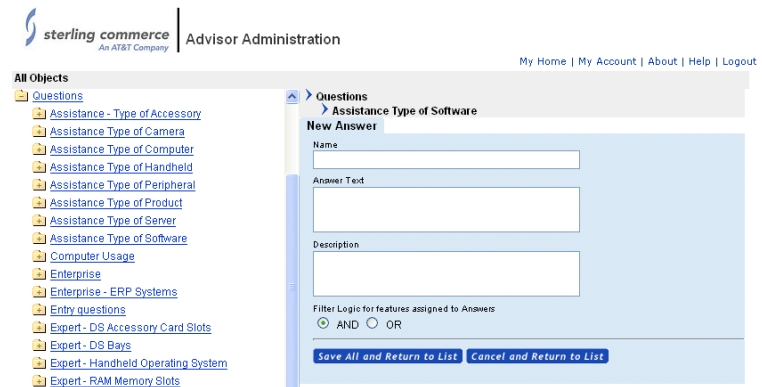 sterling commerce
An AT&T Company
Advisor Administration
My Home | My Account | About | Help | Logout
All Objects
Questions
Assistance - Type of Accessory
Assistance Type of Camera
Assistance Type of Computer
Assistance Type of Handheld
Assistance Type of Peripheral
Assistance Type of Product
Assistance Type of Server
Assistance Type of Software
Computer Usage
Enterprise
Enterprise - ERP Systems
Entry questions
Expert - DS Accessory Card Slots
Expert - DS Bays
Expert - Handheld Operating System
Expert - RAM Memory Slots
Questions
Assistance Type of Software
New Answer
Name
Answer Text
Description
Filter Logic for features assigned to Answers
AND OR
Save All and Return to List Cancel and Return to List